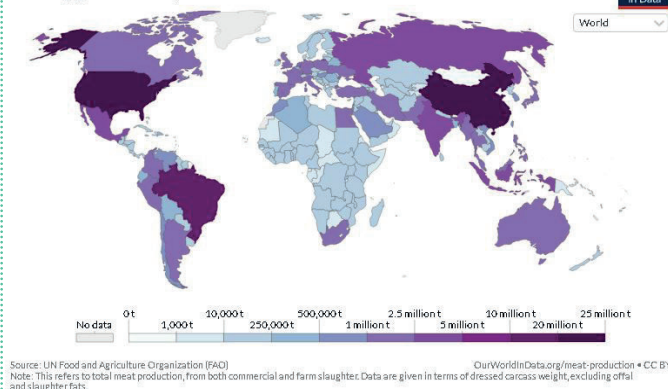 in Data
World
0 t 10,000 t 500,000 t 2.5 million t 10 million t 25 million t
No data 1,000 t 250,000 t 1 million t 5 million t 20 million t
Source: UN Food and Agriculture Organization (FAO) OurWorldInData.org/meat-production • CC BY
Note: This refers to total meat production, from both commercial and farm slaughter. Data are given in terms of dressed carcass weight, excluding offal
and slaughter fats